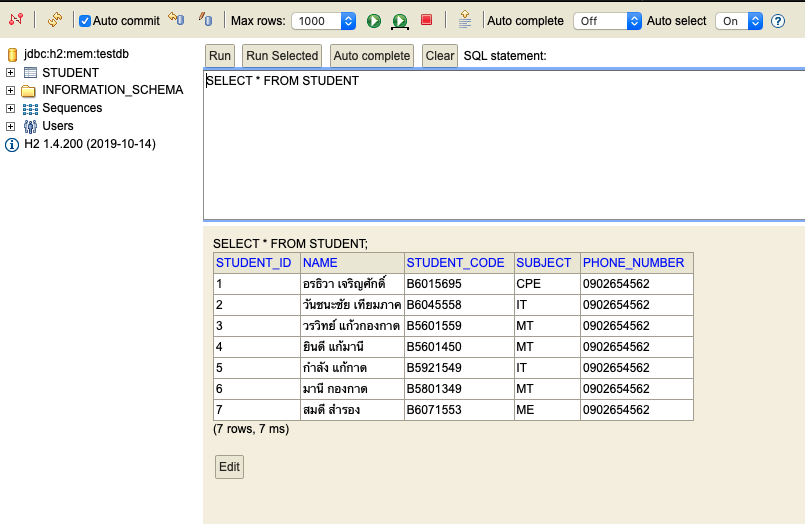 Auto commit Max rows: 1000 Auto complete Off Auto select On
jdbc:h2:mem:testdb
STUDENT
INFORMATION_SCHEMA
Sequences
Users
H2 1.4.200 (2019-10-14)
Run Run Selected Auto complete Clear SQL statement:
SELECT * FROM STUDENT
SELECT * FROM STUDENT;
STUDENT_ID NAME STUDENT_CODE SUBJECT PHONE_NUMBER
1 อรธิวา เจริญศักดิ์ B6015695 CPE 0902654562
2 วันชนะชัย เทียมภาค B6045558 IT 0902654562
3 วรวิทย์ แก้วกองกาด B5601559 MT 0902654562
4 ยินดี แก้มานี B5601450 MT 0902654562
5 กำลัง แก้กาด B5921549 IT 0902654562
6 มานี กองกาด B5801349 MT 0902654562
7 สมดี สำรอง B6071553 ME 0902654562
(7 rows, 7 ms)
Edit